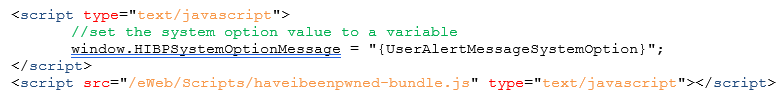 <script type="text/javascript">
//set the system option value to a variable
window.HIBPSystemOptionMessage = "{UserAlertMessageSystemOption}";
</script>
<script src="/eWeb/Scripts/haveibeenpwned-bundle.js" type="text/javascript"></script>